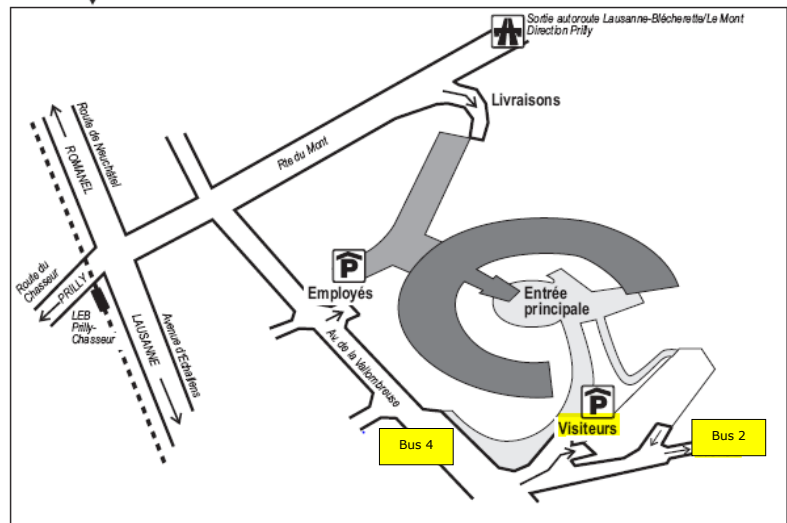 Sortie autoroute Lausanne-Blécherette/Le Mont
Direction Prilly
Livraisons
Route de Neuchâtel
ROMANEL
Rte du Mont
P
Employés
Entrée
principale
Route du
Chasseur
PRILLY
LEB
Prilly-
Chasseur
LAUSANNE
Avenue d'Echallens
Av. de la Vallombreuse
P
Visiteurs
Bus 4
Bus 2